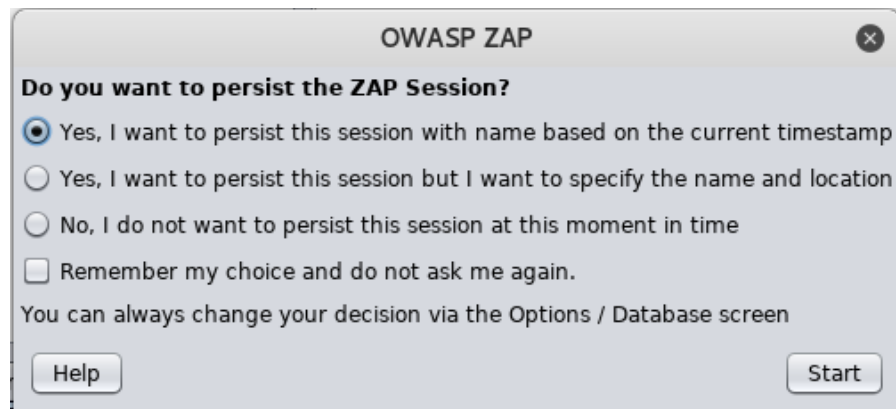 OWASP ZAP
Do you want to persist the ZAP Session?
Yes, I want to persist this session with name based on the current timestamp
Yes, I want to persist this session but I want to specify the name and location
No, I do not want to persist this session at this moment in time
Remember my choice and do not ask me again.
You can always change your decision via the Options / Database screen
Help
Start